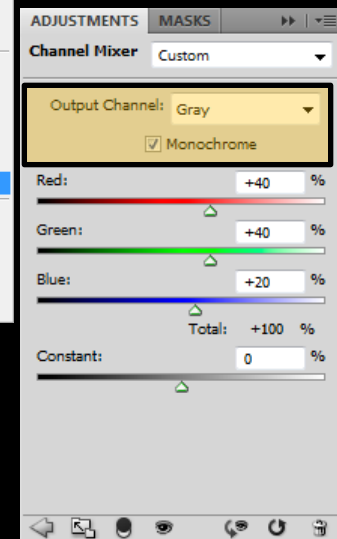 ADJUSTMENTS MASKS
Channel Mixer Custom
Output Channel: Gray
Monochrome
Red: +40 %
Green: +40 %
Blue: +20 %
Total: +100 %
Constant: 0 %